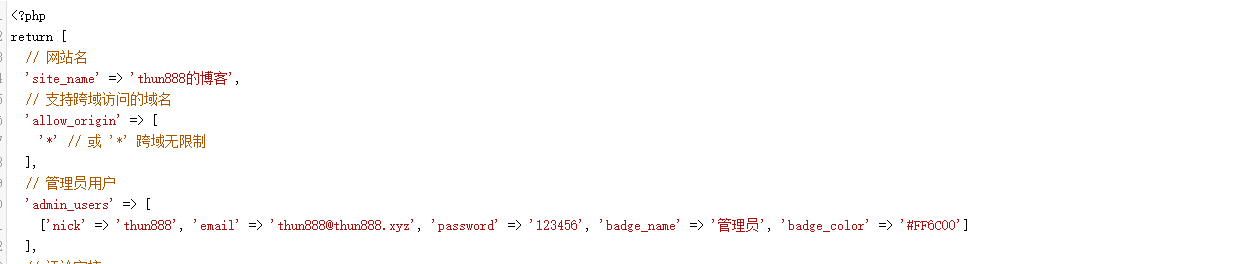 <?php
return [
// 网站名
'site_name' => 'thun888的博客',
// 支持跨域访问的域名
'allow_origin' => [
'*' // 或 '*' 跨域无限制
],
// 管理员用户
'admin_users' => [
['nick' => 'thun888', 'email' => 'thun888@thun888.xyz', 'password' => '123456', 'badge_name' => '管理员', 'badge_color' => '#FF6C00']
],